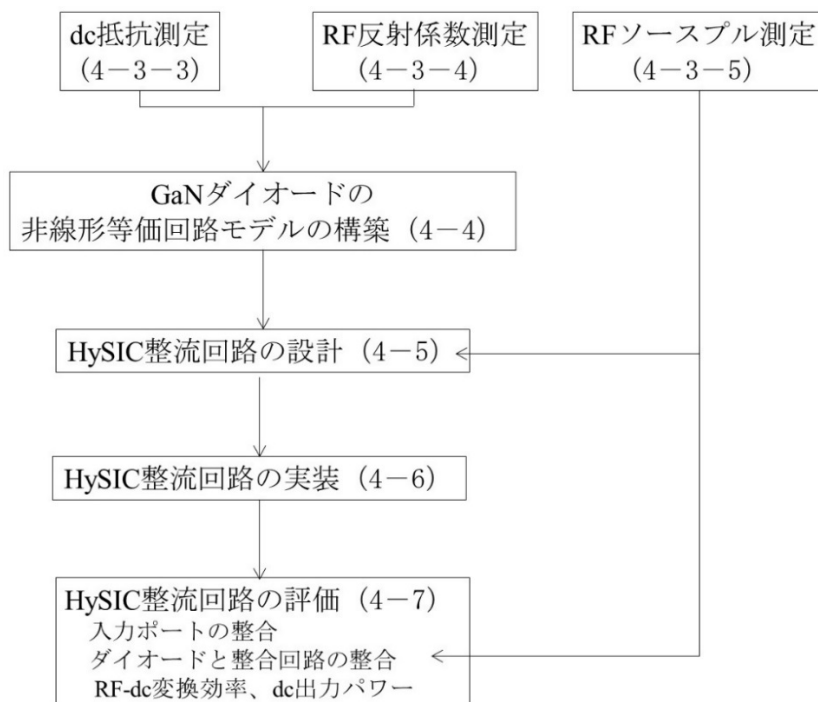 dc抵抗測定
(4－3－3)
RF反射係数測定
(4－3－4)
RFソースプル測定
(4－3－5)
GaNダイオードの
非線形等価回路モデルの構築 (4－4)
HySIC整流回路の設計 (4－5)
HySIC整流回路の実装 (4－6)
HySIC整流回路の評価 (4－7)
入力ポートの整合
ダイオードと整合回路の整合
RF-dc変換効率、dc出力パワー